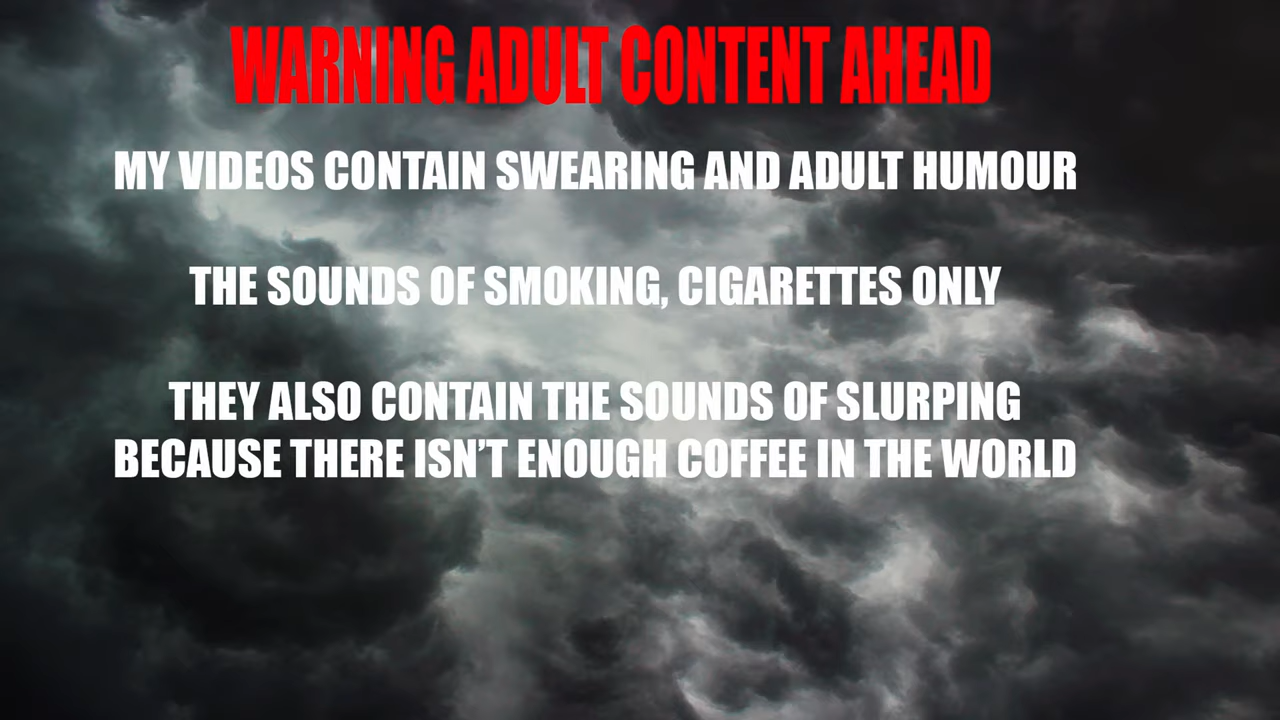 WARNING ADULT CONTENT AHEAD
MY VIDEOS CONTAIN SWEARING AND ADULT HUMOUR
THE SOUNDS OF SMOKING, CIGARETTES ONLY
THEY ALSO CONTAIN THE SOUNDS OF SLURPING
BECAUSE THERE ISN’T ENOUGH COFFEE IN THE WORLD